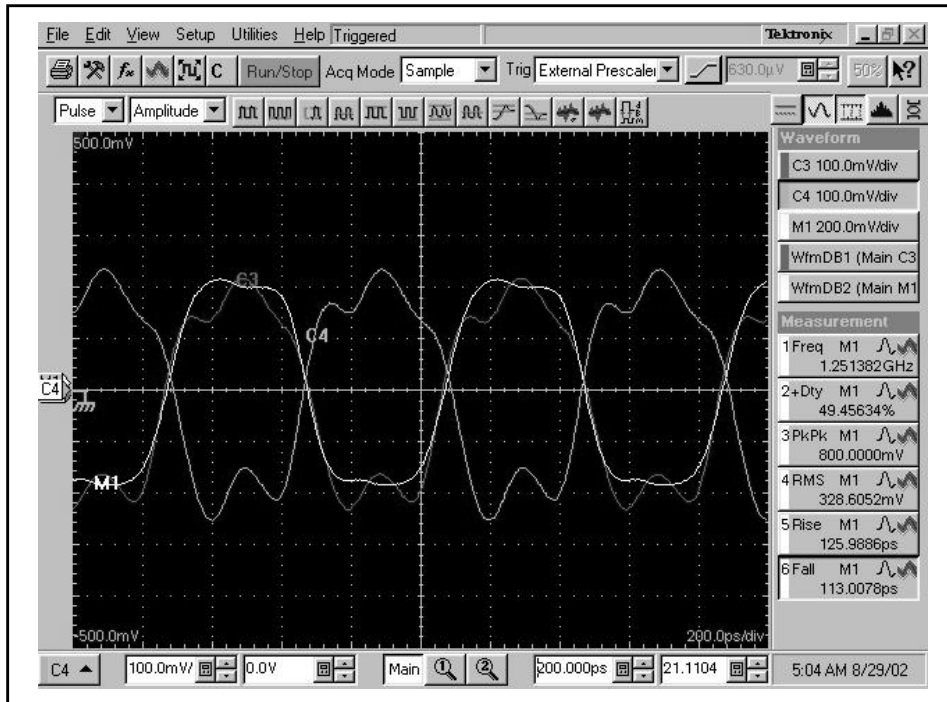 File Edit View Setup Utilities Help Triggered Tektronix
C Run/Stop Acq Mode Sample Trig External Prescaler 630.0µV 50%
Pulse Amplitude
500.0mV
C3
C4
C4
M1
-500.0mV 200.0ps/div
Waveform
C3 100.0mV/div
C4 100.0mV/div
M1 200.0mV/div
WfmDB1 (Main C3
WfmDB2 (Main M1
Measurement
1 Freq M1
1.251382GHz
2 +Dty M1
49.45634%
3 PkPk M1
800.0000mV
4 RMS M1
328.6052mV
5 Rise M1
125.9886ps
6 Fall M1
113.0078ps
C4 100.0mV/ 0.0V Main 1 2 200.000ps 21.1104 5:04 AM 8/29/02